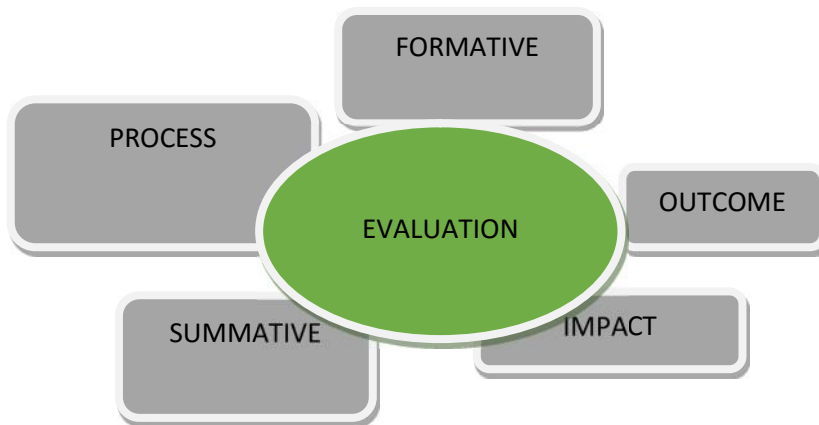 FORMATIVE
PROCESS
OUTCOME
EVALUATION
SUMMATIVE
IMPACT